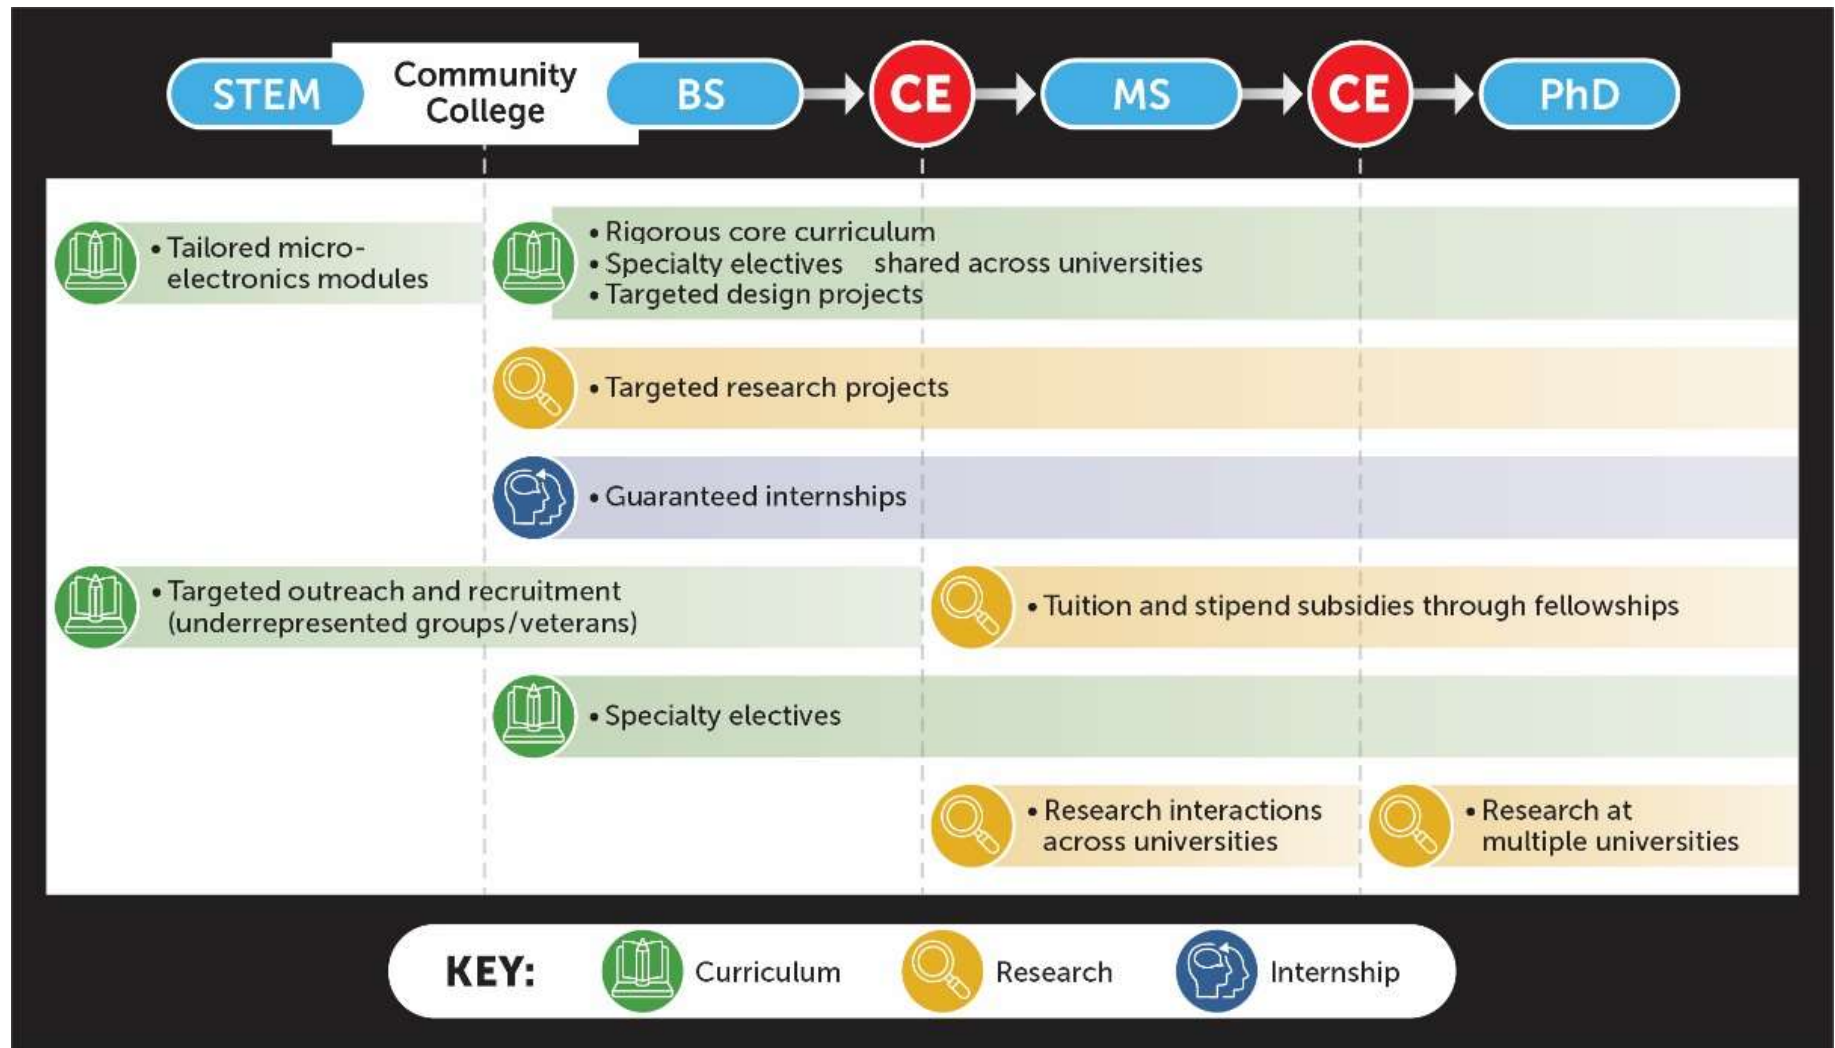 STEM
Community
College
BS
CE
MS
CE
PhD
• Tailored micro-
electronics modules
• Rigorous core curriculum
• Specialty electives shared across universities
• Targeted design projects
• Targeted research projects
• Guaranteed internships
• Targeted outreach and recruitment
(underrepresented groups/veterans)
• Tuition and stipend subsidies through fellowships
• Specialty electives
• Research interactions
across universities
• Research at
multiple universities
KEY:
Curriculum
Research
Internship